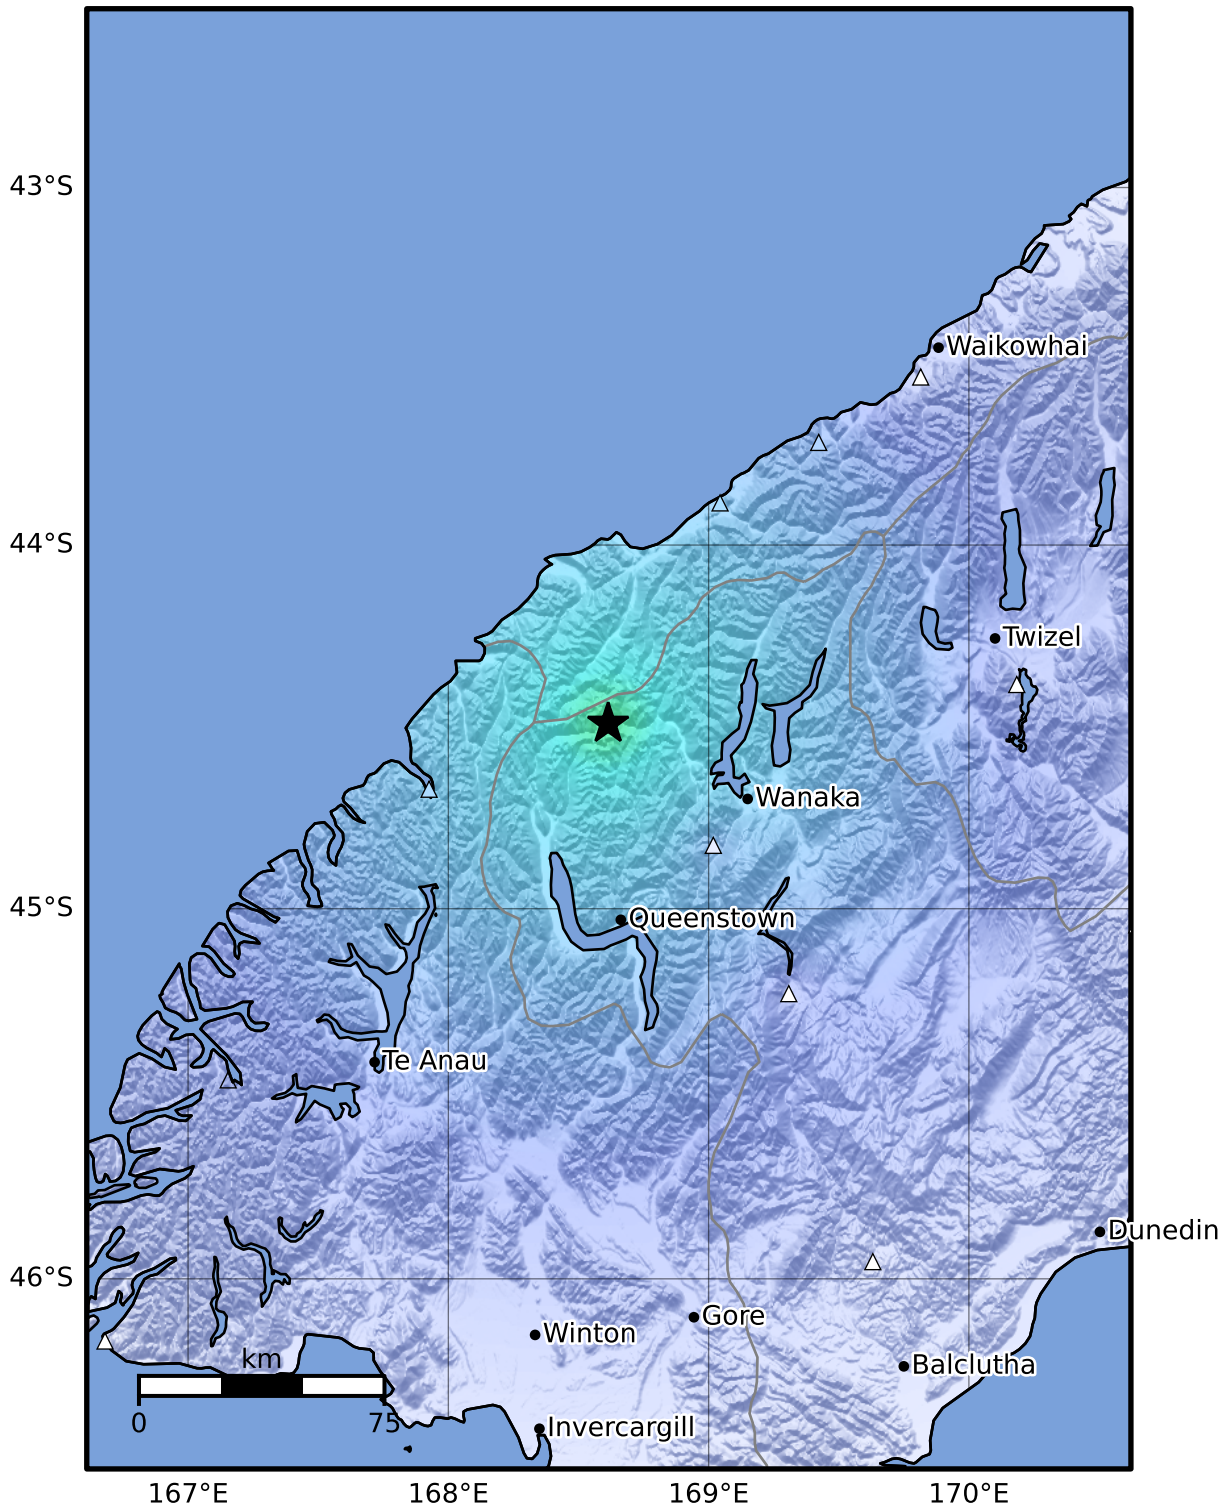 43°S
Waikowhai
44°S
Twizel
Wanaka
45°S
Queenstown
Te Anau
Dunedin
46°S
Gore
Winton
km
Balclutha
0
75
Invercargill
167°E
168°E
169°E
170°E